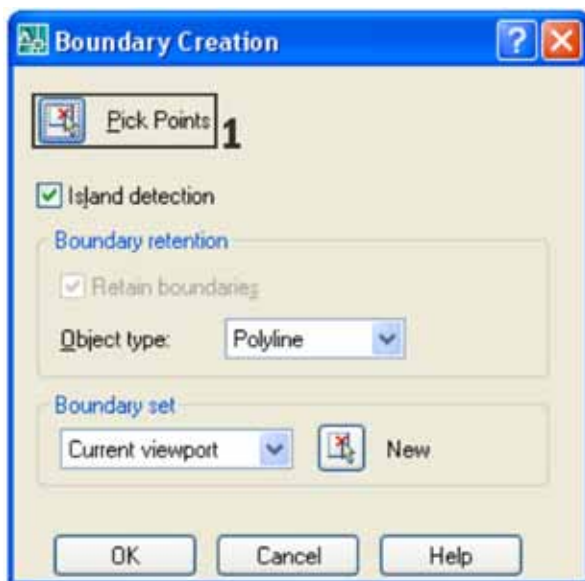 Boundary Creation
Pick Points 1
Island detection
Boundary retention
Retain boundaries
Object type: Polyline
Boundary set
Current viewport New
OK Cancel Help